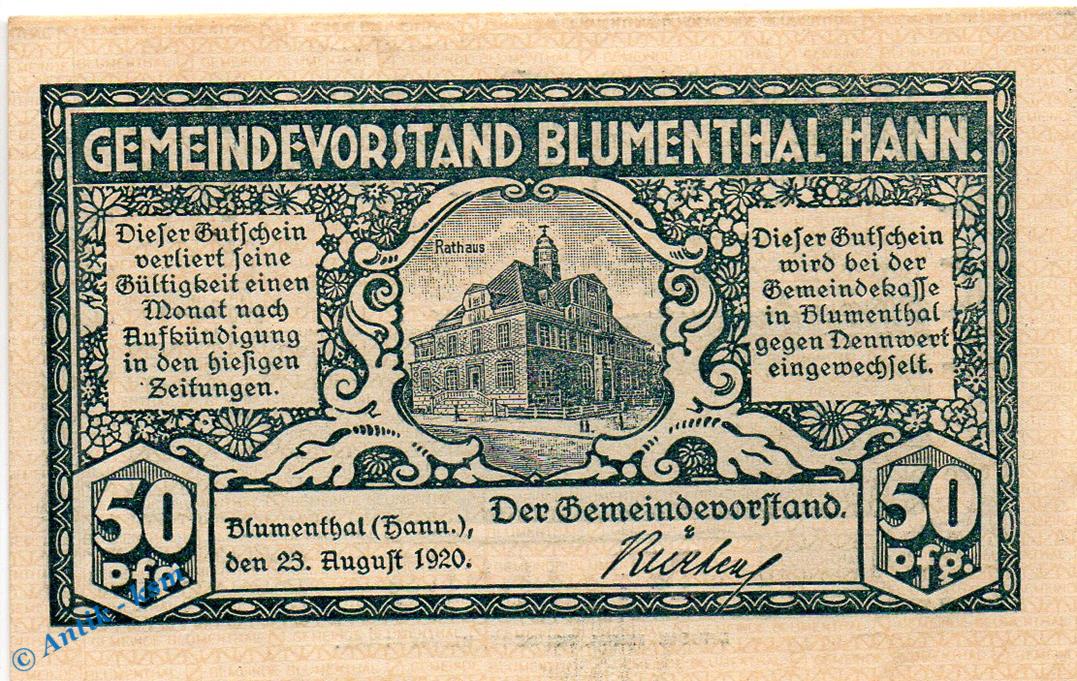 GEMEINDEVORSTAND BLUMENTHAL HANN.
Dieser Gutschein
verliert seine
Gültigkeit einen
Monat nach
Aufkündigung
in den hiesigen
Zeitungen.
Rathaus
Dieser Gutschein
wird bei der
Gemeindekasse
in Blumenthal
gegen Nennwert
eingewechselt.
50
Pfg.
Blumenthal (Hann.),
den 23. August 1920.
Der Gemeindevorstand.
50
Pfg.
© Antik - ksm